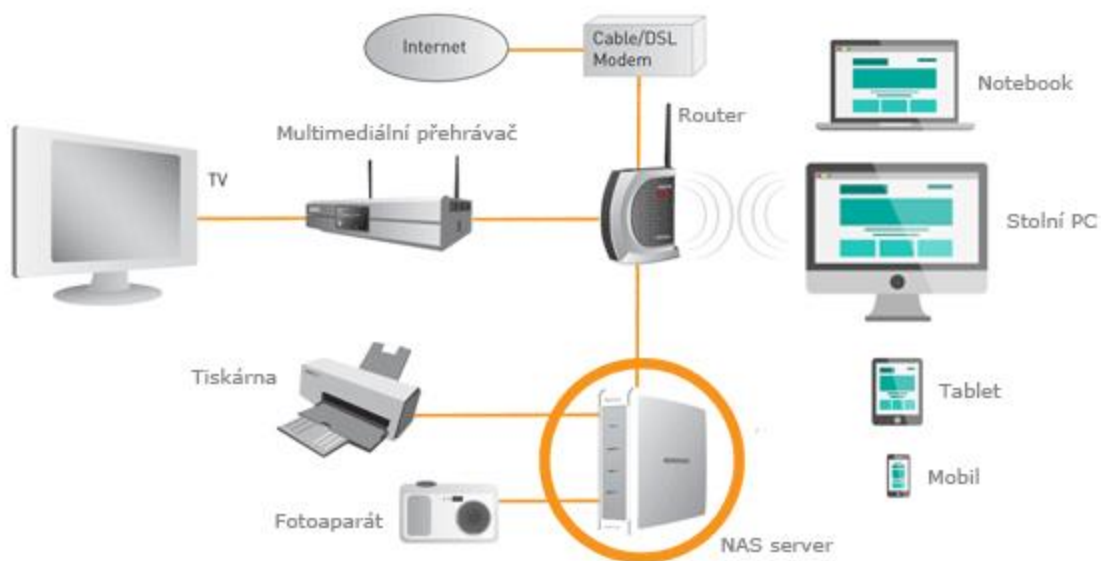 Internet
Cable/DSL
Modem
Notebook
Router
Multimediální přehrávač
TV
Stolní PC
Tiskárna
Tablet
Mobil
Fotoaparát
NAS server